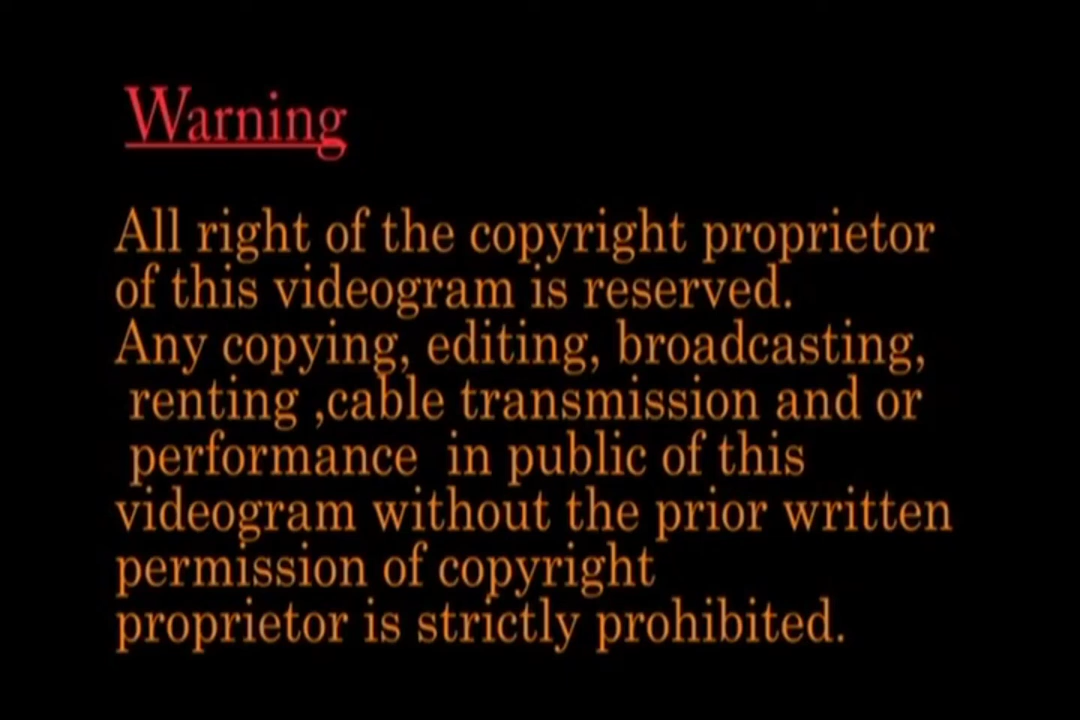 Warning
All right of the copyright proprietor
of this videogram is reserved.
Any copying, editing, broadcasting,
renting ,cable transmission and or
performance  in public of this
videogram without the prior written
permission of copyright
proprietor is strictly prohibited.